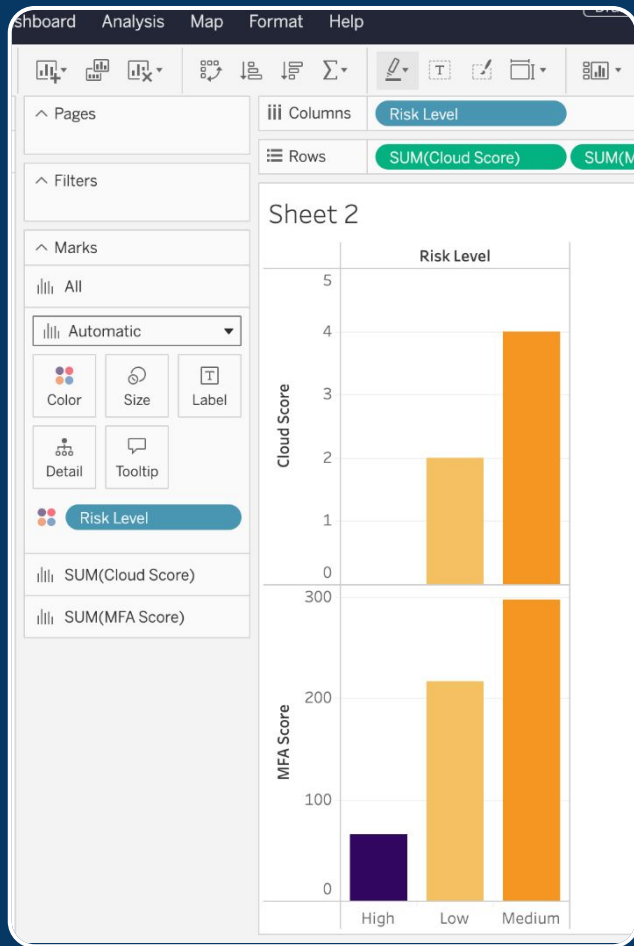 Analysis Map Format Help
Pages
Columns
Risk Level
Rows
SUM(Cloud Score)
Filters
Sheet 2
Marks
Risk Level
All
Automatic
Color
Size
Label
Detail
Tooltip
Risk Level
SUM(Cloud Score)
SUM(MFA Score)
Cloud Score
5
4
3
2
1
0
MFA Score
300
200
100
0
High Low Medium